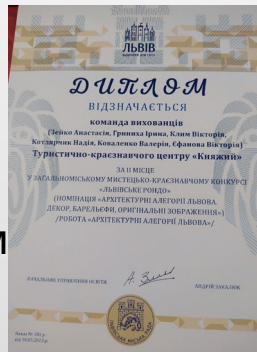 ЛЬВІВ
ДИПЛОМ
ВІДЗНАЧАЄТЬСЯ
команда вихованців
(Зейко Анастасія, Гриниха Ірина, Клим Вікторія,
Котлярчик Надія, Коваленко Валерія, Єфанова Вікторія)
Туристично-краєзнавчого центру «Княжий»
ЗА ІІ МІСЦЕ
У ЗАГАЛЬНОМІСЬКОМУ МИСТЕЦЬКО-КРАЄЗНАВЧОМУ КОНКУРСІ
«ЛЬВІВСЬКЕ РОНДО»
(НОМІНАЦІЯ «АРХІТЕКТУРНІ АЛЕГОРІЇ ЛЬВОВА.
ДЕКОР, БАРЕЛЬЄФИ, ОРИГІНАЛЬНІ ЗОБРАЖЕННЯ»)
/РОБОТА «АРХІТЕКТУРНІ АЛЕГОРІЇ ЛЬВОВА»/
НАЧАЛЬНИК УПРАВЛІННЯ ОСВІТИ
АНДРІЙ ЗАКАЛЮК